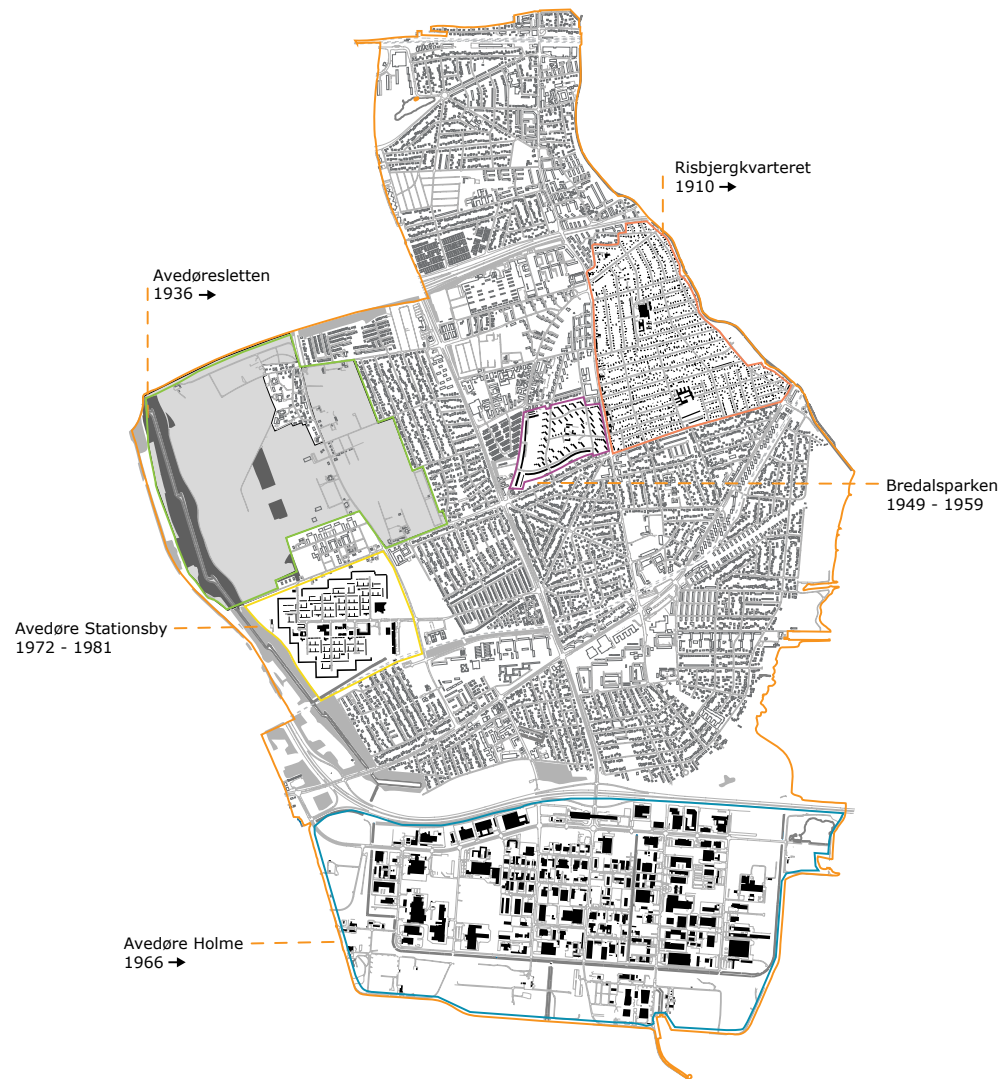 Risbjergkvarteret
1910 →
Avedøresletten
1936 →
Bredalsparken
1949 - 1959
Avedøre Stationsby
1972 - 1981
Avedøre Holme
1966 →